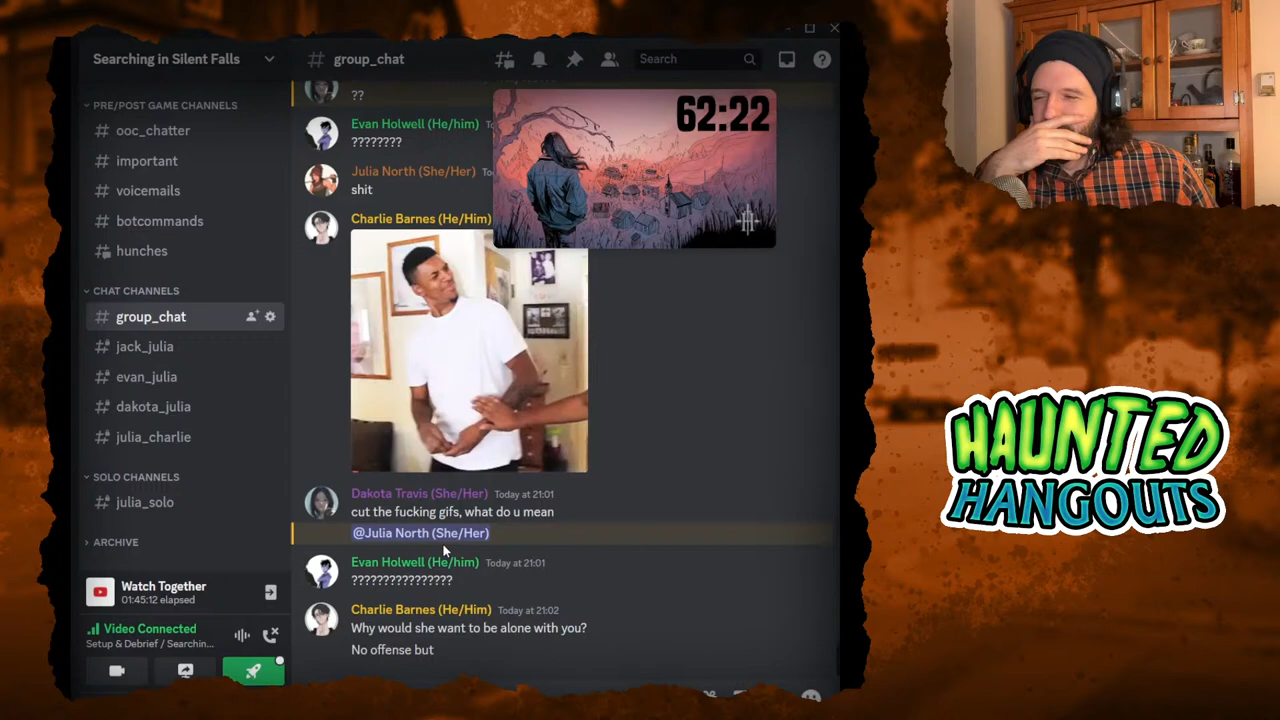 Searching in Silent Falls
group_chat
Search
PRE/POST GAME CHANNELS
ooc_chatter
important
voicemails
botcommands
hunches
CHAT CHANNELS
group_chat
jack_julia
evan_julia
dakota_julia
julia_charlie
SOLO CHANNELS
julia_solo
ARCHIVE
Watch Together
01:45:12 elapsed
Video Connected
Setup & Debrief / Searchin...
??
Evan Holwell (He/him)
????????
Julia North (She/Her)
shit
Charlie Barnes (He/Him)
62:22
Dakota Travis (She/Her) Today at 21:01
cut the fucking gifs, what do u mean
@Julia North (She/Her)
Evan Holwell (He/him) Today at 21:01
????????????????
Charlie Barnes (He/Him) Today at 21:02
Why would she want to be alone with you?
No offense but
HAUNTED
HANGOUTS